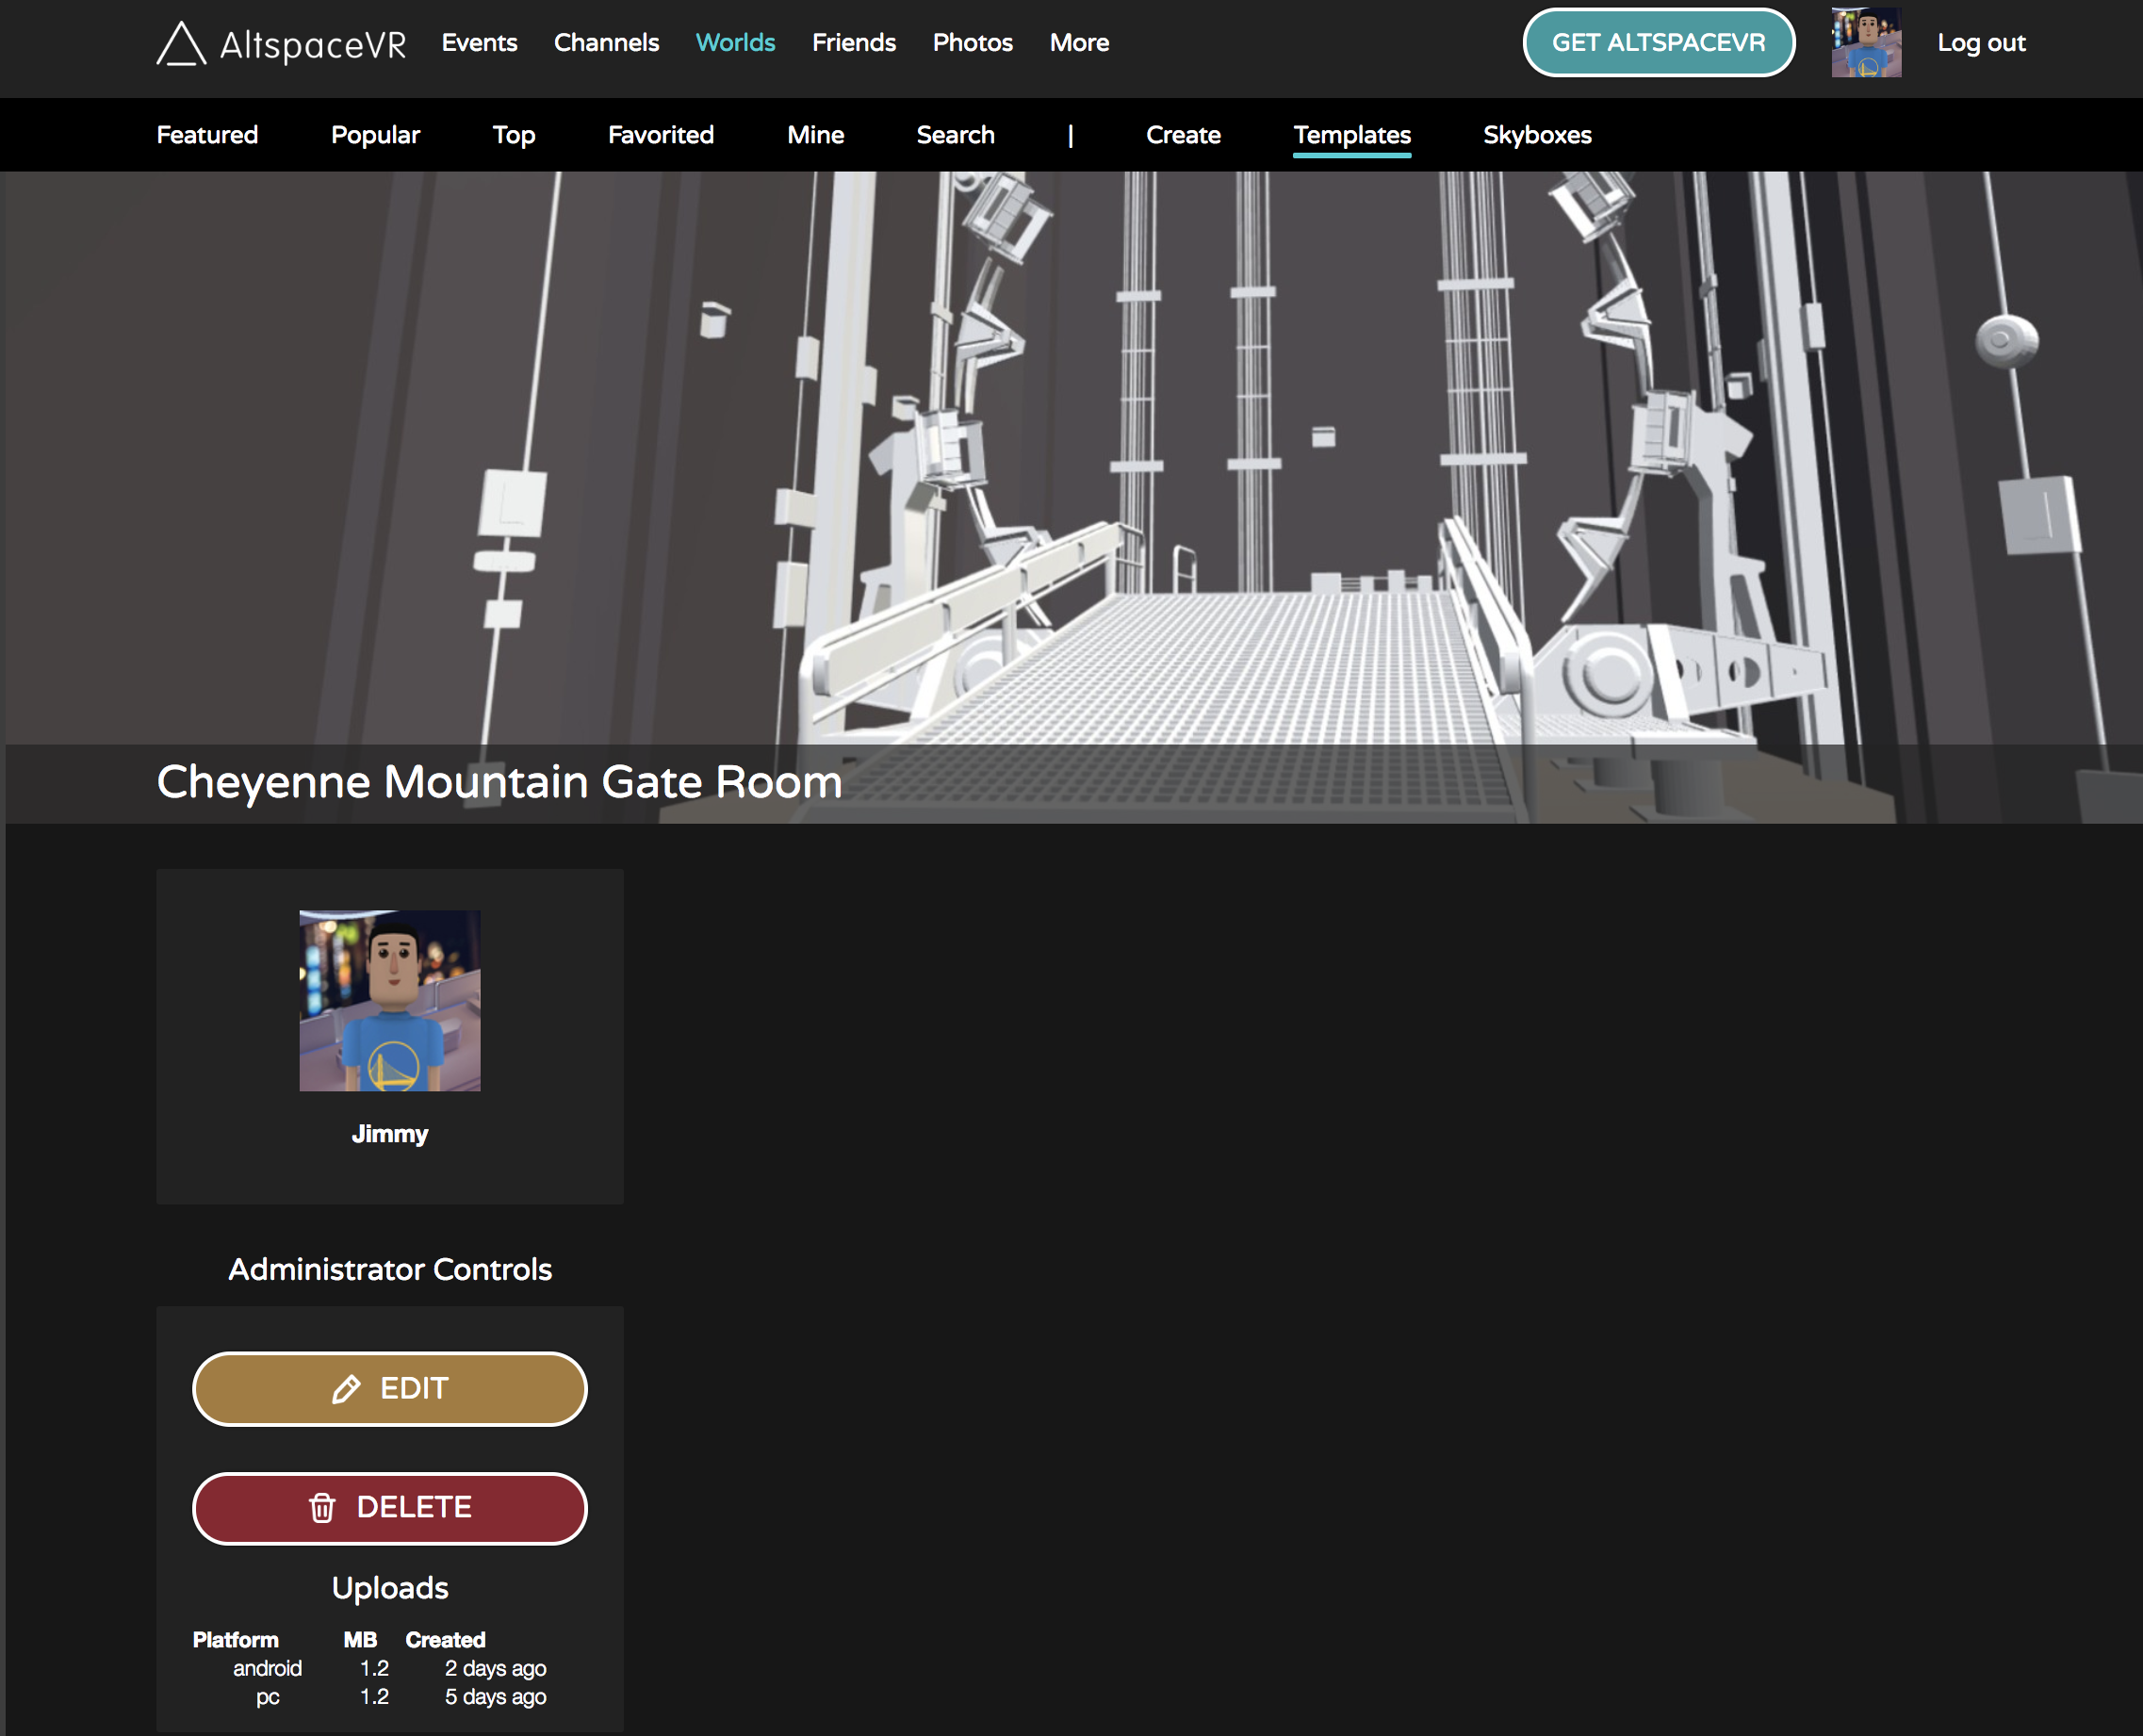 AltspaceVR Events Channels Worlds Friends Photos More GET ALTSPACEVR Log out
Featured Popular Top Favorited Mine Search | Create Templates Skyboxes
Cheyenne Mountain Gate Room
Jimmy
Administrator Controls
EDIT
DELETE
Uploads
Platform MB Created
android 1.2 2 days ago
pc 1.2 5 days ago